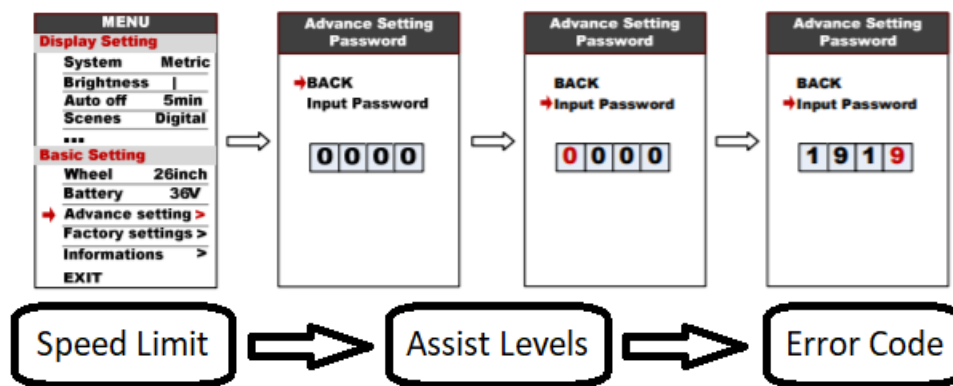 MENU
Display Setting
System Metric
Brightness |
Auto off 5min
Scenes Digital
...
Basic Setting
Wheel 26inch
Battery 36V
Advance setting >
Factory settings >
Informations >
EXIT
Advance Setting
Password
BACK
Input Password
0 0 0 0
Advance Setting
Password
BACK
Input Password
0 0 0 0
Advance Setting
Password
BACK
Input Password
1 9 1 9
Speed Limit
Assist Levels
Error Code